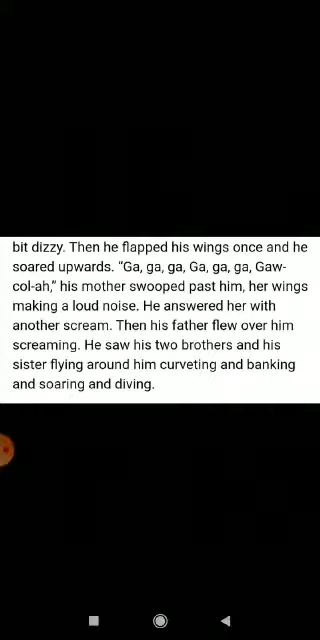 bit dizzy. Then he flapped his wings once and he
soared upwards. “Ga, ga, ga, Ga, ga, ga, Gaw-
col-ah,” his mother swooped past him, her wings
making a loud noise. He answered her with
another scream. Then his father flew over him
screaming. He saw his two brothers and his
sister flying around him curveting and banking
and soaring and diving.